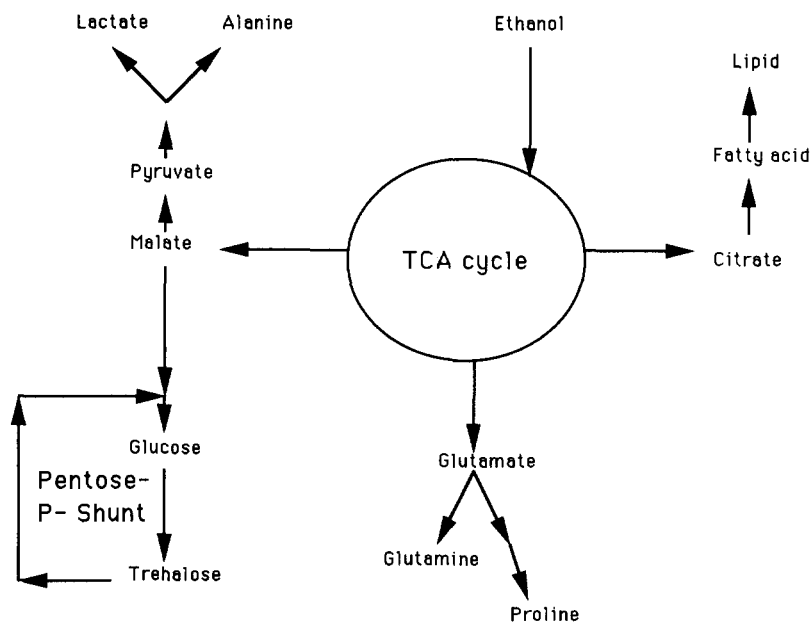 Lactate
Alanine
Ethanol
Lipid
Pyruvate
Fatty acid
Malate
TCA cycle
Citrate
Glucose
Pentose-
P- Shunt
Glutamate
Glutamine
Trehalose
Proline